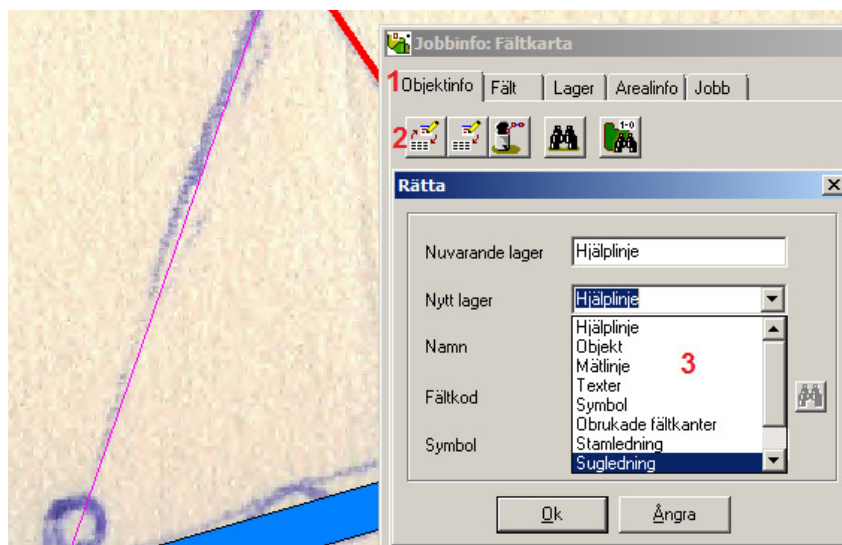 Jobbinfo: Fältkarta
1 Objektinfo Fält Lager Arealinfo Jobb
1-0
2
Rätta
Nuvarande lager Hjälplinje
Nytt lager Hjälplinje
Hjälplinje
Namn Objekt
Mätlinje 3
Texter
Fältkod Symbol
Obrukade fältkanter
Symbol Stamledning
Sugledning
Ok Ångra